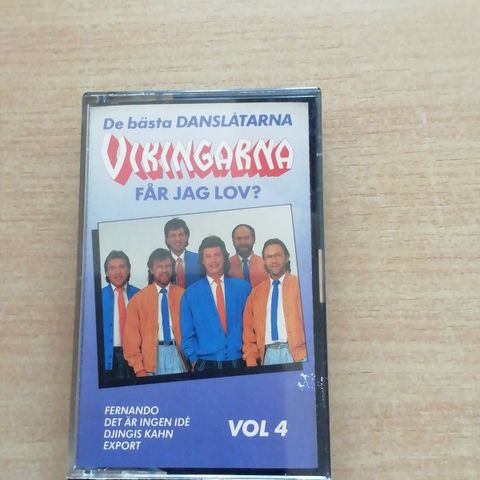 De bästa DANSLÅTARNA
VIKINGARNA
FÅR JAG LOV?
FERNANDO
DET ÄR INGEN IDÉ
DJINGIS KAHN
EXPORT
VOL 4